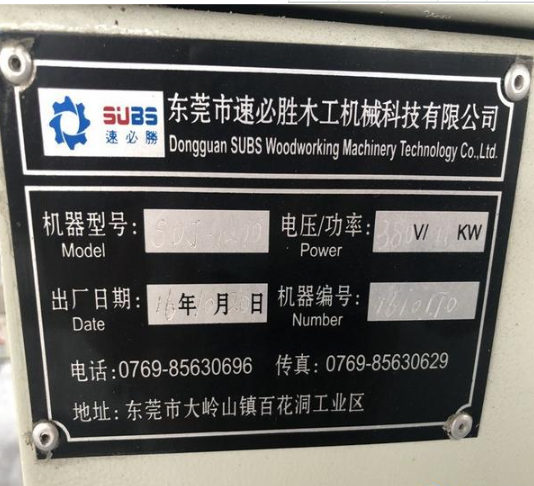 SUBS
速必勝
东莞市速必胜木工机械科技有限公司
Dongguan SUBS Woodworking Machinery Technology Co.,Ltd.
机器型号: 电压/功率: 380V/ KW
Model Power
出厂日期: 16年 月 日 机器编号:
Date Number
电话:0769-85630696 传真: 0769-85630629
地址: 东莞市大岭山镇百花洞工业区